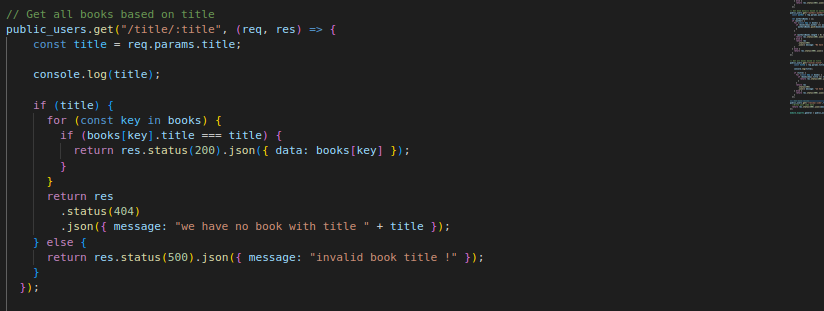 // Get all books based on title
public_users.get("/title/:title", (req, res) => {
const title = req.params.title;
console.log(title);
if (title) {
for (const key in books) {
if (books[key].title === title) {
return res.status(200).json({ data: books[key] });
}
}
return res
.status(404)
.json({ message: "we have no book with title " + title });
} else {
return res.status(500).json({ message: "invalid book title !" });
}
});